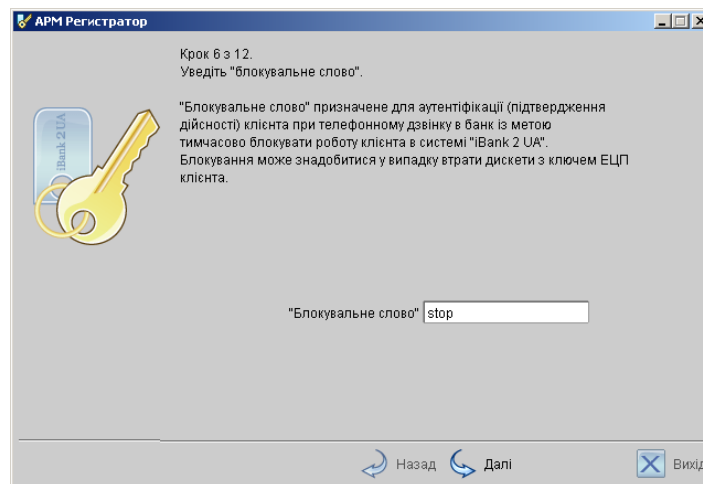 АРМ Регистратор
Крок 6 з 12.
Уведіть "блокувальне слово".
"Блокувальне слово" призначене для аутентифікації (підтвердження
дійсності) клієнта при телефонному дзвінку в банк із метою
тимчасово блокувати роботу клієнта в системі "iBank 2 UA".
Блокування може знадобитися у випадку втрати дискети з ключем ЕЦП
клієнта.
iBank 2 UA
"Блокувальне слово" stop
Назад Далі Вихід